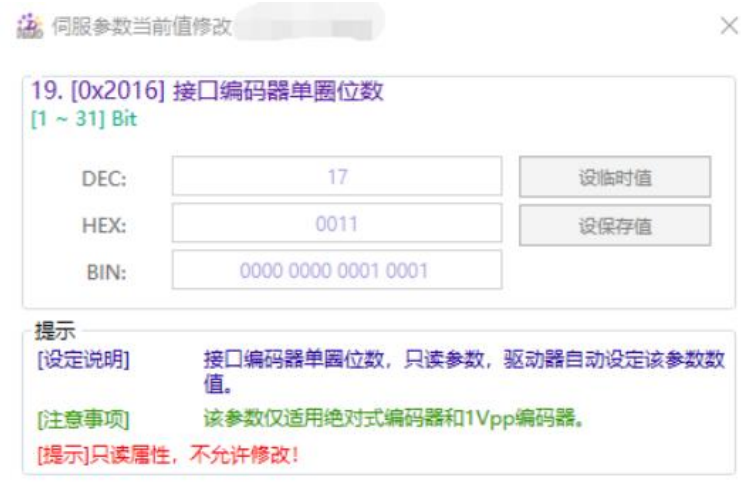 伺服参数当前值修改
19. [0x2016] 接口编码器单圈位数
[1 ~ 31] Bit
DEC: 17 设临时值
HEX: 0011 设保存值
BIN: 0000 0000 0001 0001
提示
[设定说明] 接口编码器单圈位数，只读参数，驱动器自动设定该参数数
值。
[注意事项] 该参数仅适用绝对式编码器和1Vpp编码器。
[提示]只读属性，不允许修改!